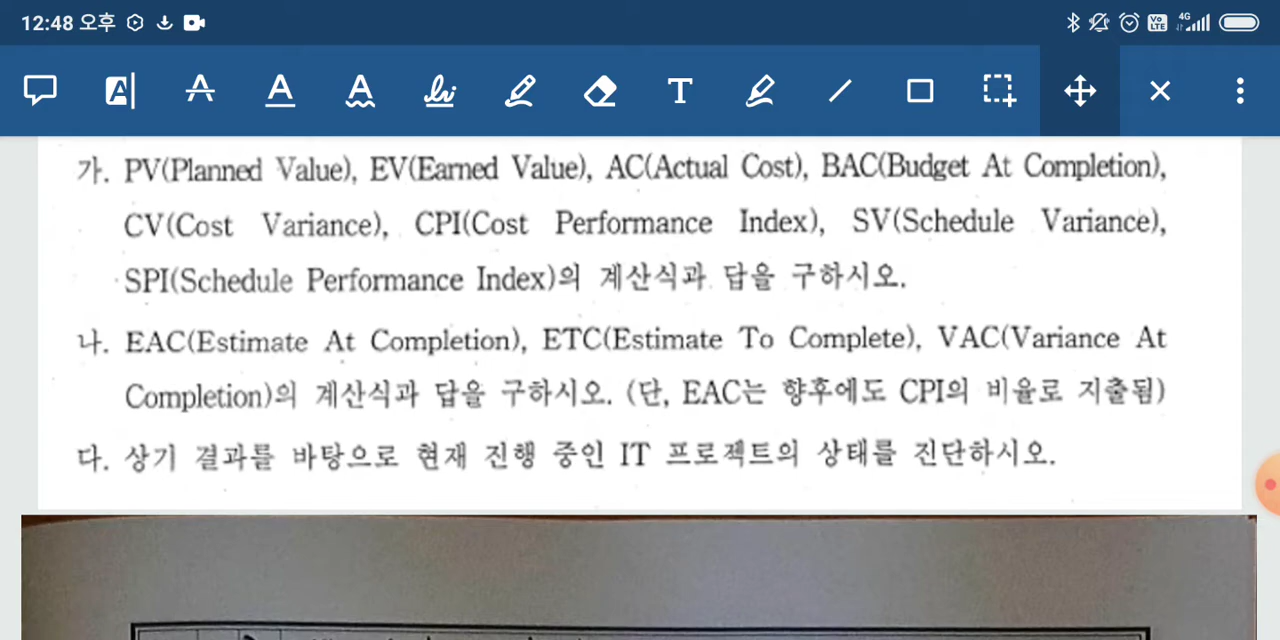 12:48 오후
4G
Vo LTE
가. PV(Planned Value), EV(Earned Value), AC(Actual Cost), BAC(Budget At Completion),
CV(Cost Variance), CPI(Cost Performance Index), SV(Schedule Variance),
SPI(Schedule Performance Index)의 계산식과 답을 구하시오.
나. EAC(Estimate At Completion), ETC(Estimate To Complete), VAC(Variance At
Completion)의 계산식과 답을 구하시오. (단, EAC는 향후에도 CPI의 비율로 지출됨)
다. 상기 결과를 바탕으로 현재 진행 중인 IT 프로젝트의 상태를 진단하시오.